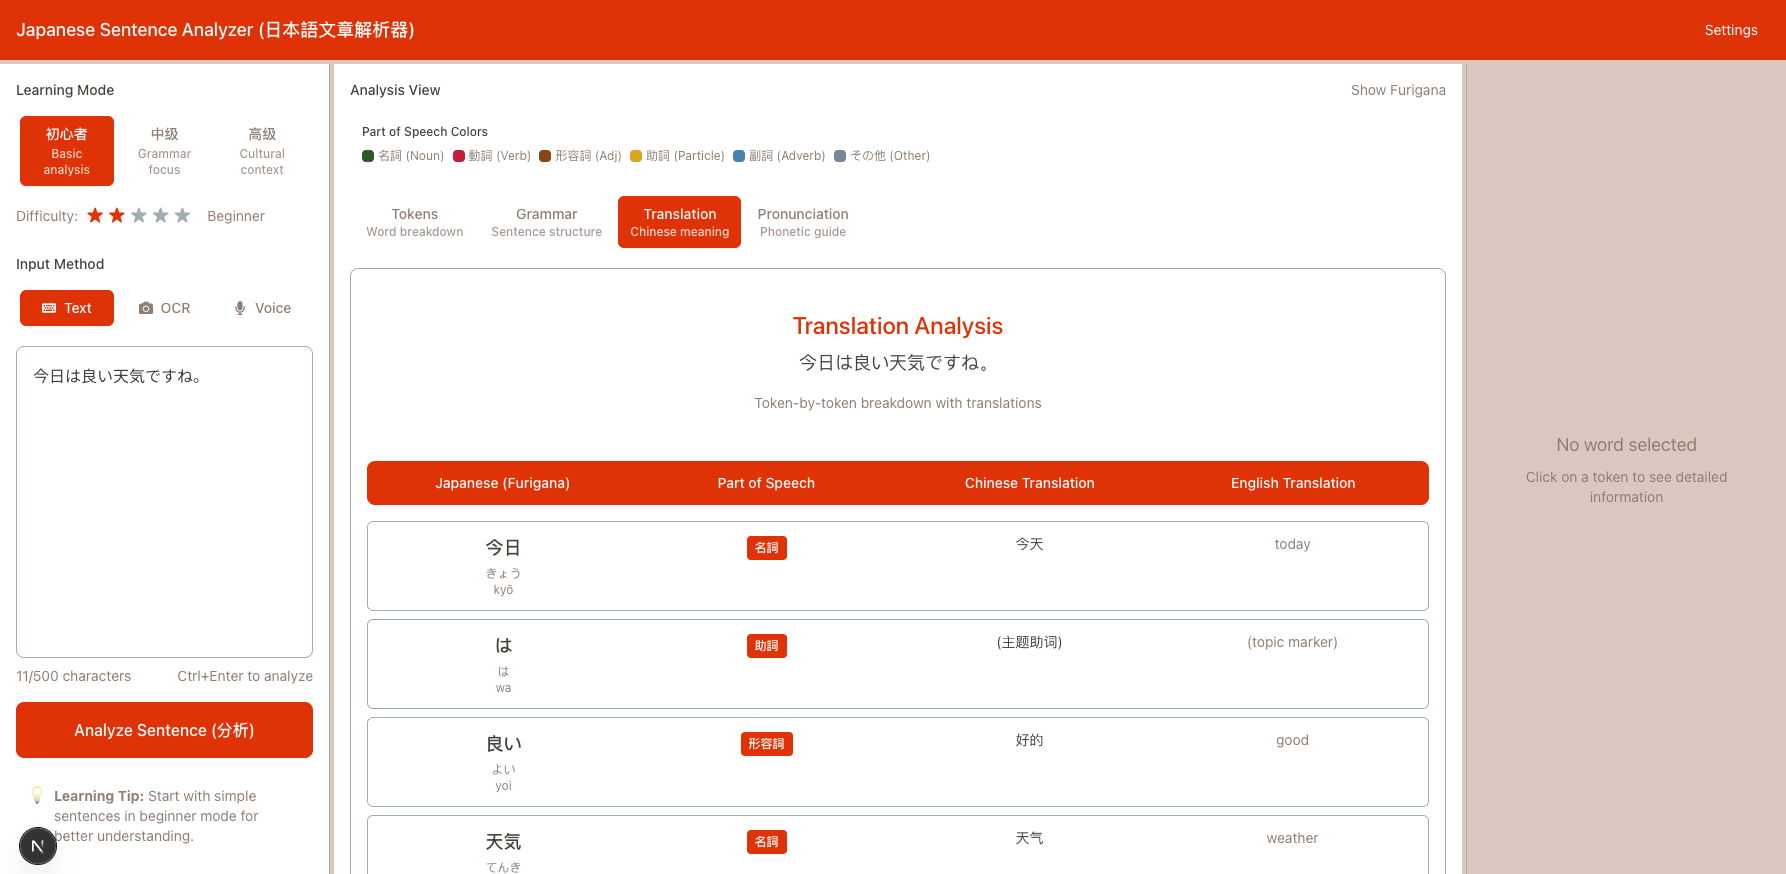 Japanese Sentence Analyzer (日本語文章解析器)
Settings
Learning Mode
初心者
Basic
analysis
中级
Grammar
focus
高级
Cultural
context
Difficulty:
Beginner
Input Method
Text
OCR
Voice
今日は良い天気ですね。
11/500 characters
Ctrl+Enter to analyze
Analyze Sentence (分析)
Learning Tip: Start with simple
sentences in beginner mode for
better understanding.
N
Analysis View
Show Furigana
Part of Speech Colors
名詞 (Noun)
動詞 (Verb)
形容詞 (Adj)
助詞 (Particle)
副詞 (Adverb)
その他 (Other)
Tokens
Word breakdown
Grammar
Sentence structure
Translation
Chinese meaning
Pronunciation
Phonetic guide
Translation Analysis
今日は良い天気ですね。
Token-by-token breakdown with translations
Japanese (Furigana)
Part of Speech
Chinese Translation
English Translation
今日
きょう
kyō
名詞
今天
today
は
は
wa
助詞
(主题助词)
(topic marker)
良い
よい
yoi
形容詞
好的
good
天気
てんき
名詞
天气
weather
No word selected
Click on a token to see detailed
information